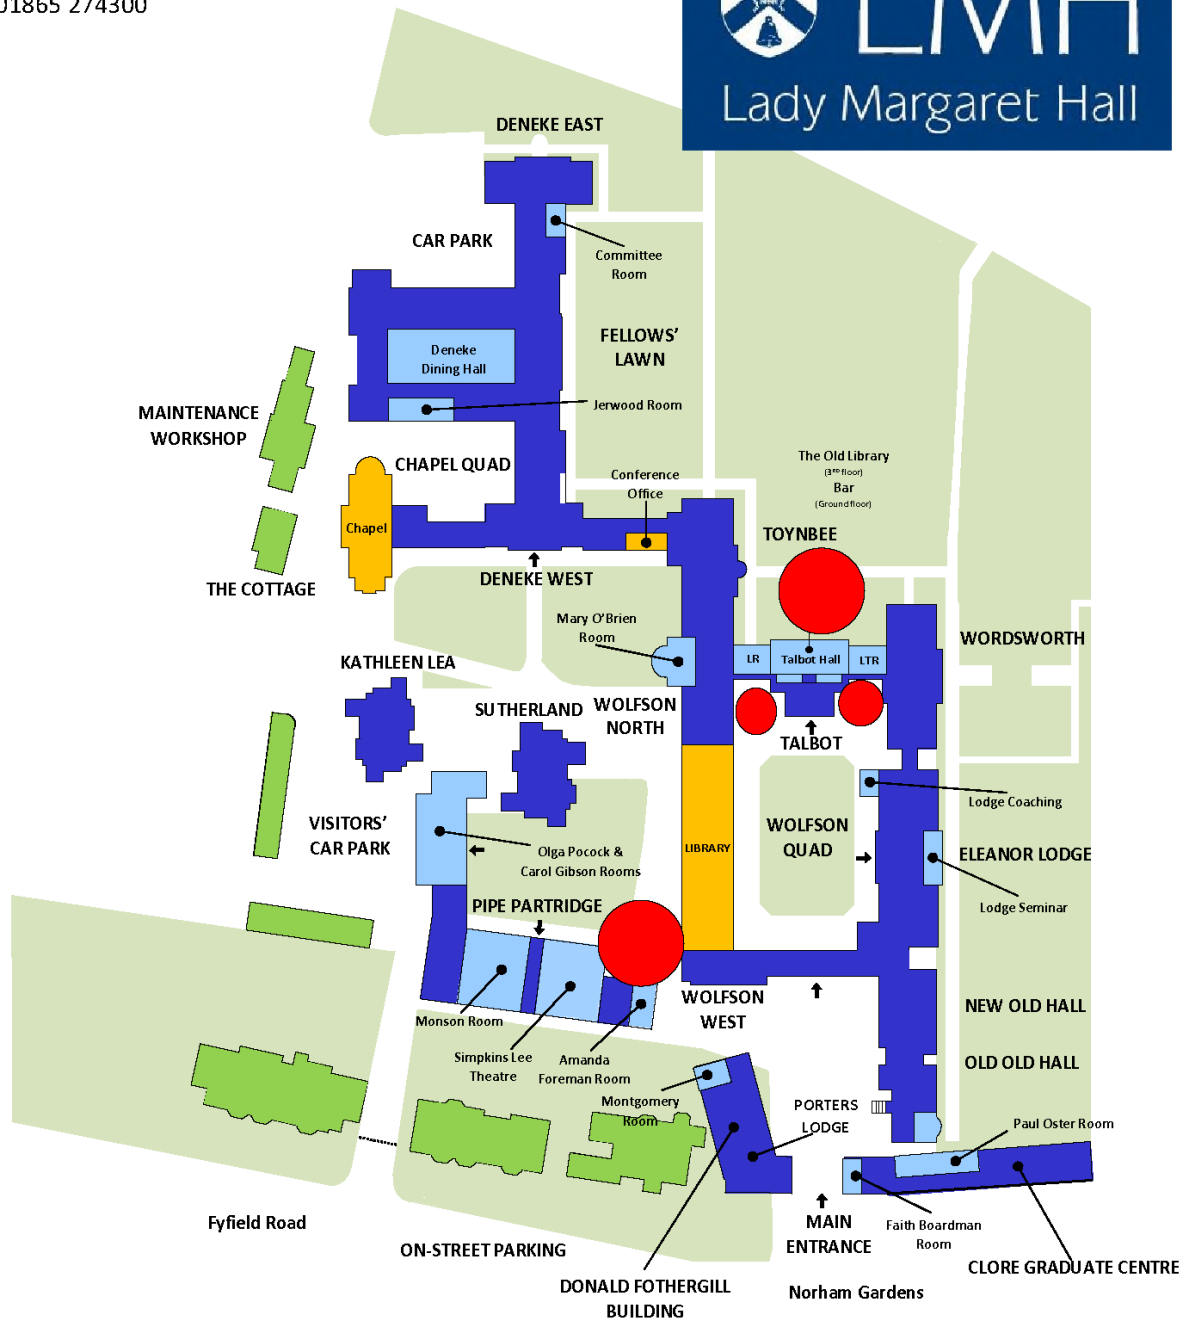 01865 274300
LMH
Lady Margaret Hall
DENEKE EAST
CAR PARK
Committee
Room
FELLOWS'
LAWN
Deneke
Dining Hall
Jerwood Room
MAINTENANCE
WORKSHOP
CHAPEL QUAD
Conference
Office
The Old Library
(3rd floor)
Bar
(Ground floor)
Chapel
TOYNBEE
THE COTTAGE
DENEKE WEST
Mary O'Brien
Room
WORDSWORTH
KATHLEEN LEA
LR
Talbot Hall
LTR
SUTHERLAND
WOLFSON
NORTH
TALBOT
Lodge Coaching
VISITORS'
CAR PARK
WOLFSON
QUAD
LIBRARY
Olga Pocock &
Carol Gibson Rooms
ELEANOR LODGE
PIPE PARTRIDGE
Lodge Seminar
WOLFSON
WEST
NEW OLD HALL
Monson Room
Simpkins Lee
Theatre
Amanda
Foreman Room
OLD OLD HALL
Montgomery
Room
PORTERS
LODGE
Paul Oster Room
Fyfield Road
MAIN
ENTRANCE
Faith Boardman
Room
ON-STREET PARKING
CLORE GRADUATE CENTRE
DONALD FOTHERGILL
BUILDING
Norham Gardens